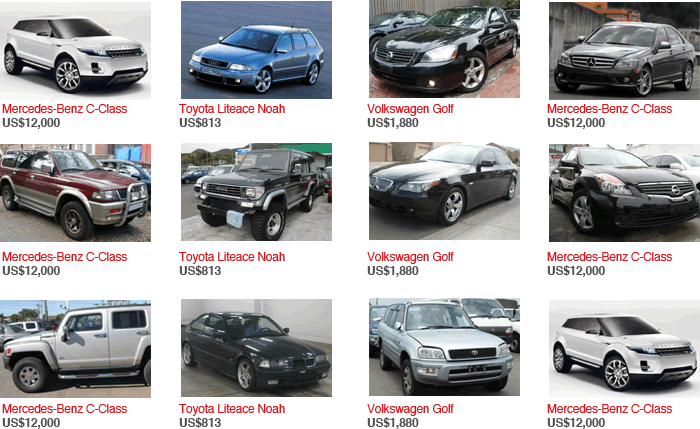 Mercedes-Benz C-Class
US$12,000
Toyota Liteace Noah
US$813
Volkswagen Golf
US$1,880
Mercedes-Benz C-Class
US$12,000
Mercedes-Benz C-Class
US$12,000
Toyota Liteace Noah
US$813
Volkswagen Golf
US$1,880
Mercedes-Benz C-Class
US$12,000
Mercedes-Benz C-Class
US$12,000
Toyota Liteace Noah
US$813
Volkswagen Golf
US$1,880
Mercedes-Benz C-Class
US$12,000